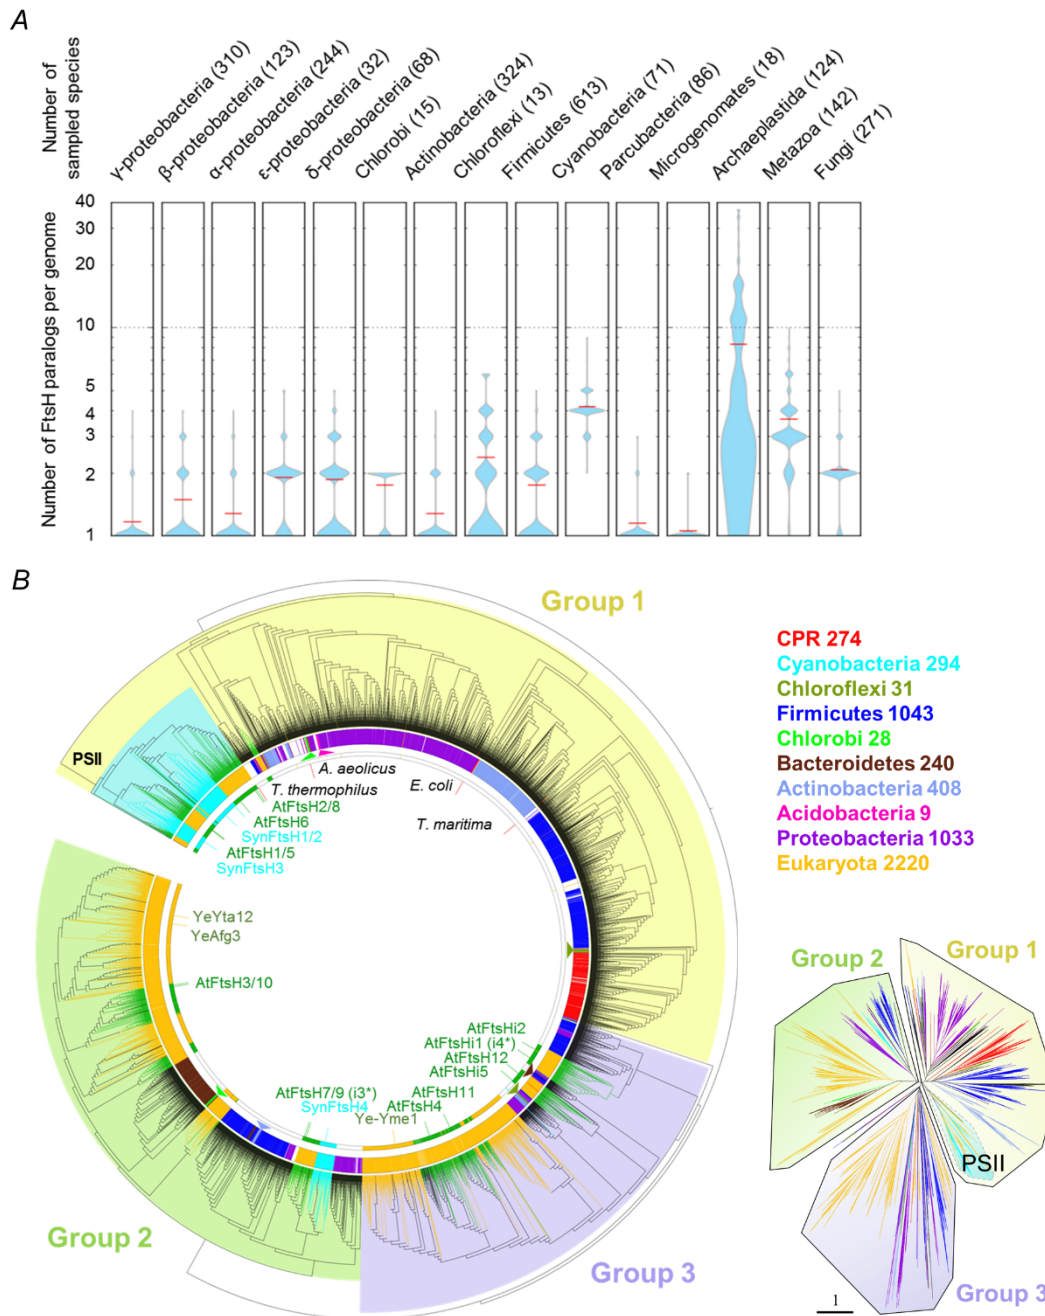 A
Number of
sampled species
γ-proteobacteria (310)
β-proteobacteria (123)
α-proteobacteria (244)
ε-proteobacteria (32)
δ-proteobacteria (68)
Chlorobi (15)
Actinobacteria (324)
Chloroflexi (13)
Firmicutes (613)
Cyanobacteria (71)
Parcubacteria (86)
Microgenomates (18)
Archaeplastida (124)
Metazoa (142)
Fungi (271)
Number of FtsH paralogs per genome
40
30
20
10
5
4
3
2
1
B
Group 1
CPR 274
Cyanobacteria 294
Chloroflexi 31
Firmicutes 1043
Chlorobi 28
Bacteroidetes 240
Actinobacteria 408
Acidobacteria 9
Proteobacteria 1033
Eukaryota 2220
PSII
A. aeolicus
T. thermophilus
E. coli
AtFtsH2/8
AtFtsH6
T. maritima
SynFtsH1/2
AtFtsH1/5
SynFtsH3
YeYta12
YeAfg3
AtFtsH3/10
AtFtsHi2
AtFtsHi1 (i4*)
AtFtsH12
AtFtsHi5
AtFtsH7/9 (i3*)
AtFtsH11
SynFtsH4
AtFtsH4
Ye-Yme1
Group 2
Group 3
Group 2
Group 1
PSII
Group 3
1